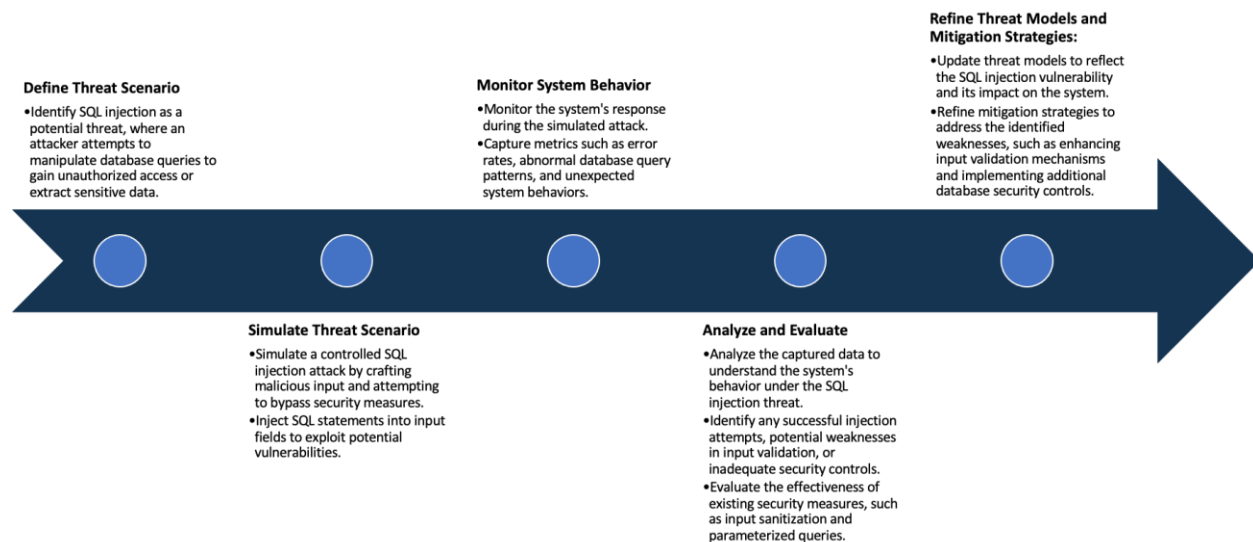 Define Threat Scenario
•Identify SQL injection as a
potential threat, where an
attacker attempts to
manipulate database queries to
gain unauthorized access or
extract sensitive data.
Simulate Threat Scenario
•Simulate a controlled SQL
injection attack by crafting
malicious input and attempting
to bypass security measures.
•Inject SQL statements into input
fields to exploit potential
vulnerabilities.
Monitor System Behavior
•Monitor the system's response
during the simulated attack.
•Capture metrics such as error
rates, abnormal database query
patterns, and unexpected
system behaviors.
Analyze and Evaluate
•Analyze the captured data to
understand the system's
behavior under the SQL
injection threat.
•Identify any successful injection
attempts, potential weaknesses
in input validation, or
inadequate security controls.
•Evaluate the effectiveness of
existing security measures, such
as input sanitization and
parameterized queries.
Refine Threat Models and
Mitigation Strategies:
•Update threat models to reflect
the SQL injection vulnerability
and its impact on the system.
•Refine mitigation strategies to
address the identified
weaknesses, such as enhancing
input validation mechanisms
and implementing additional
database security controls.